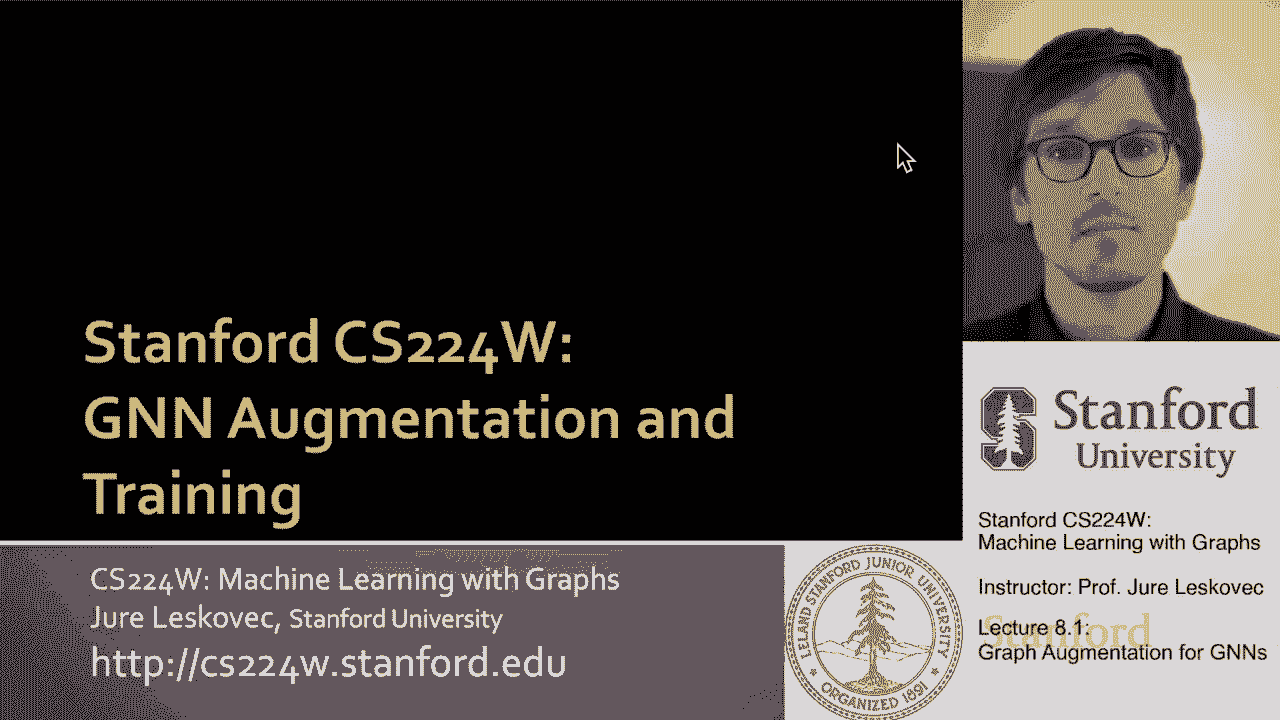 Stanford CS224W:
GNN Augmentation and
Training
CS224W: Machine Learning with Graphs
Jure Leskovec, Stanford University
http://cs224w.stanford.edu
LELAND STANFORD JUNIOR UNIVERSITY
ORGANIZED 1891
Stanford
University
Stanford CS224W:
Machine Learning with Graphs
Instructor: Prof. Jure Leskovec
Stanford
Lecture 8.1:
Graph Augmentation for GNNs